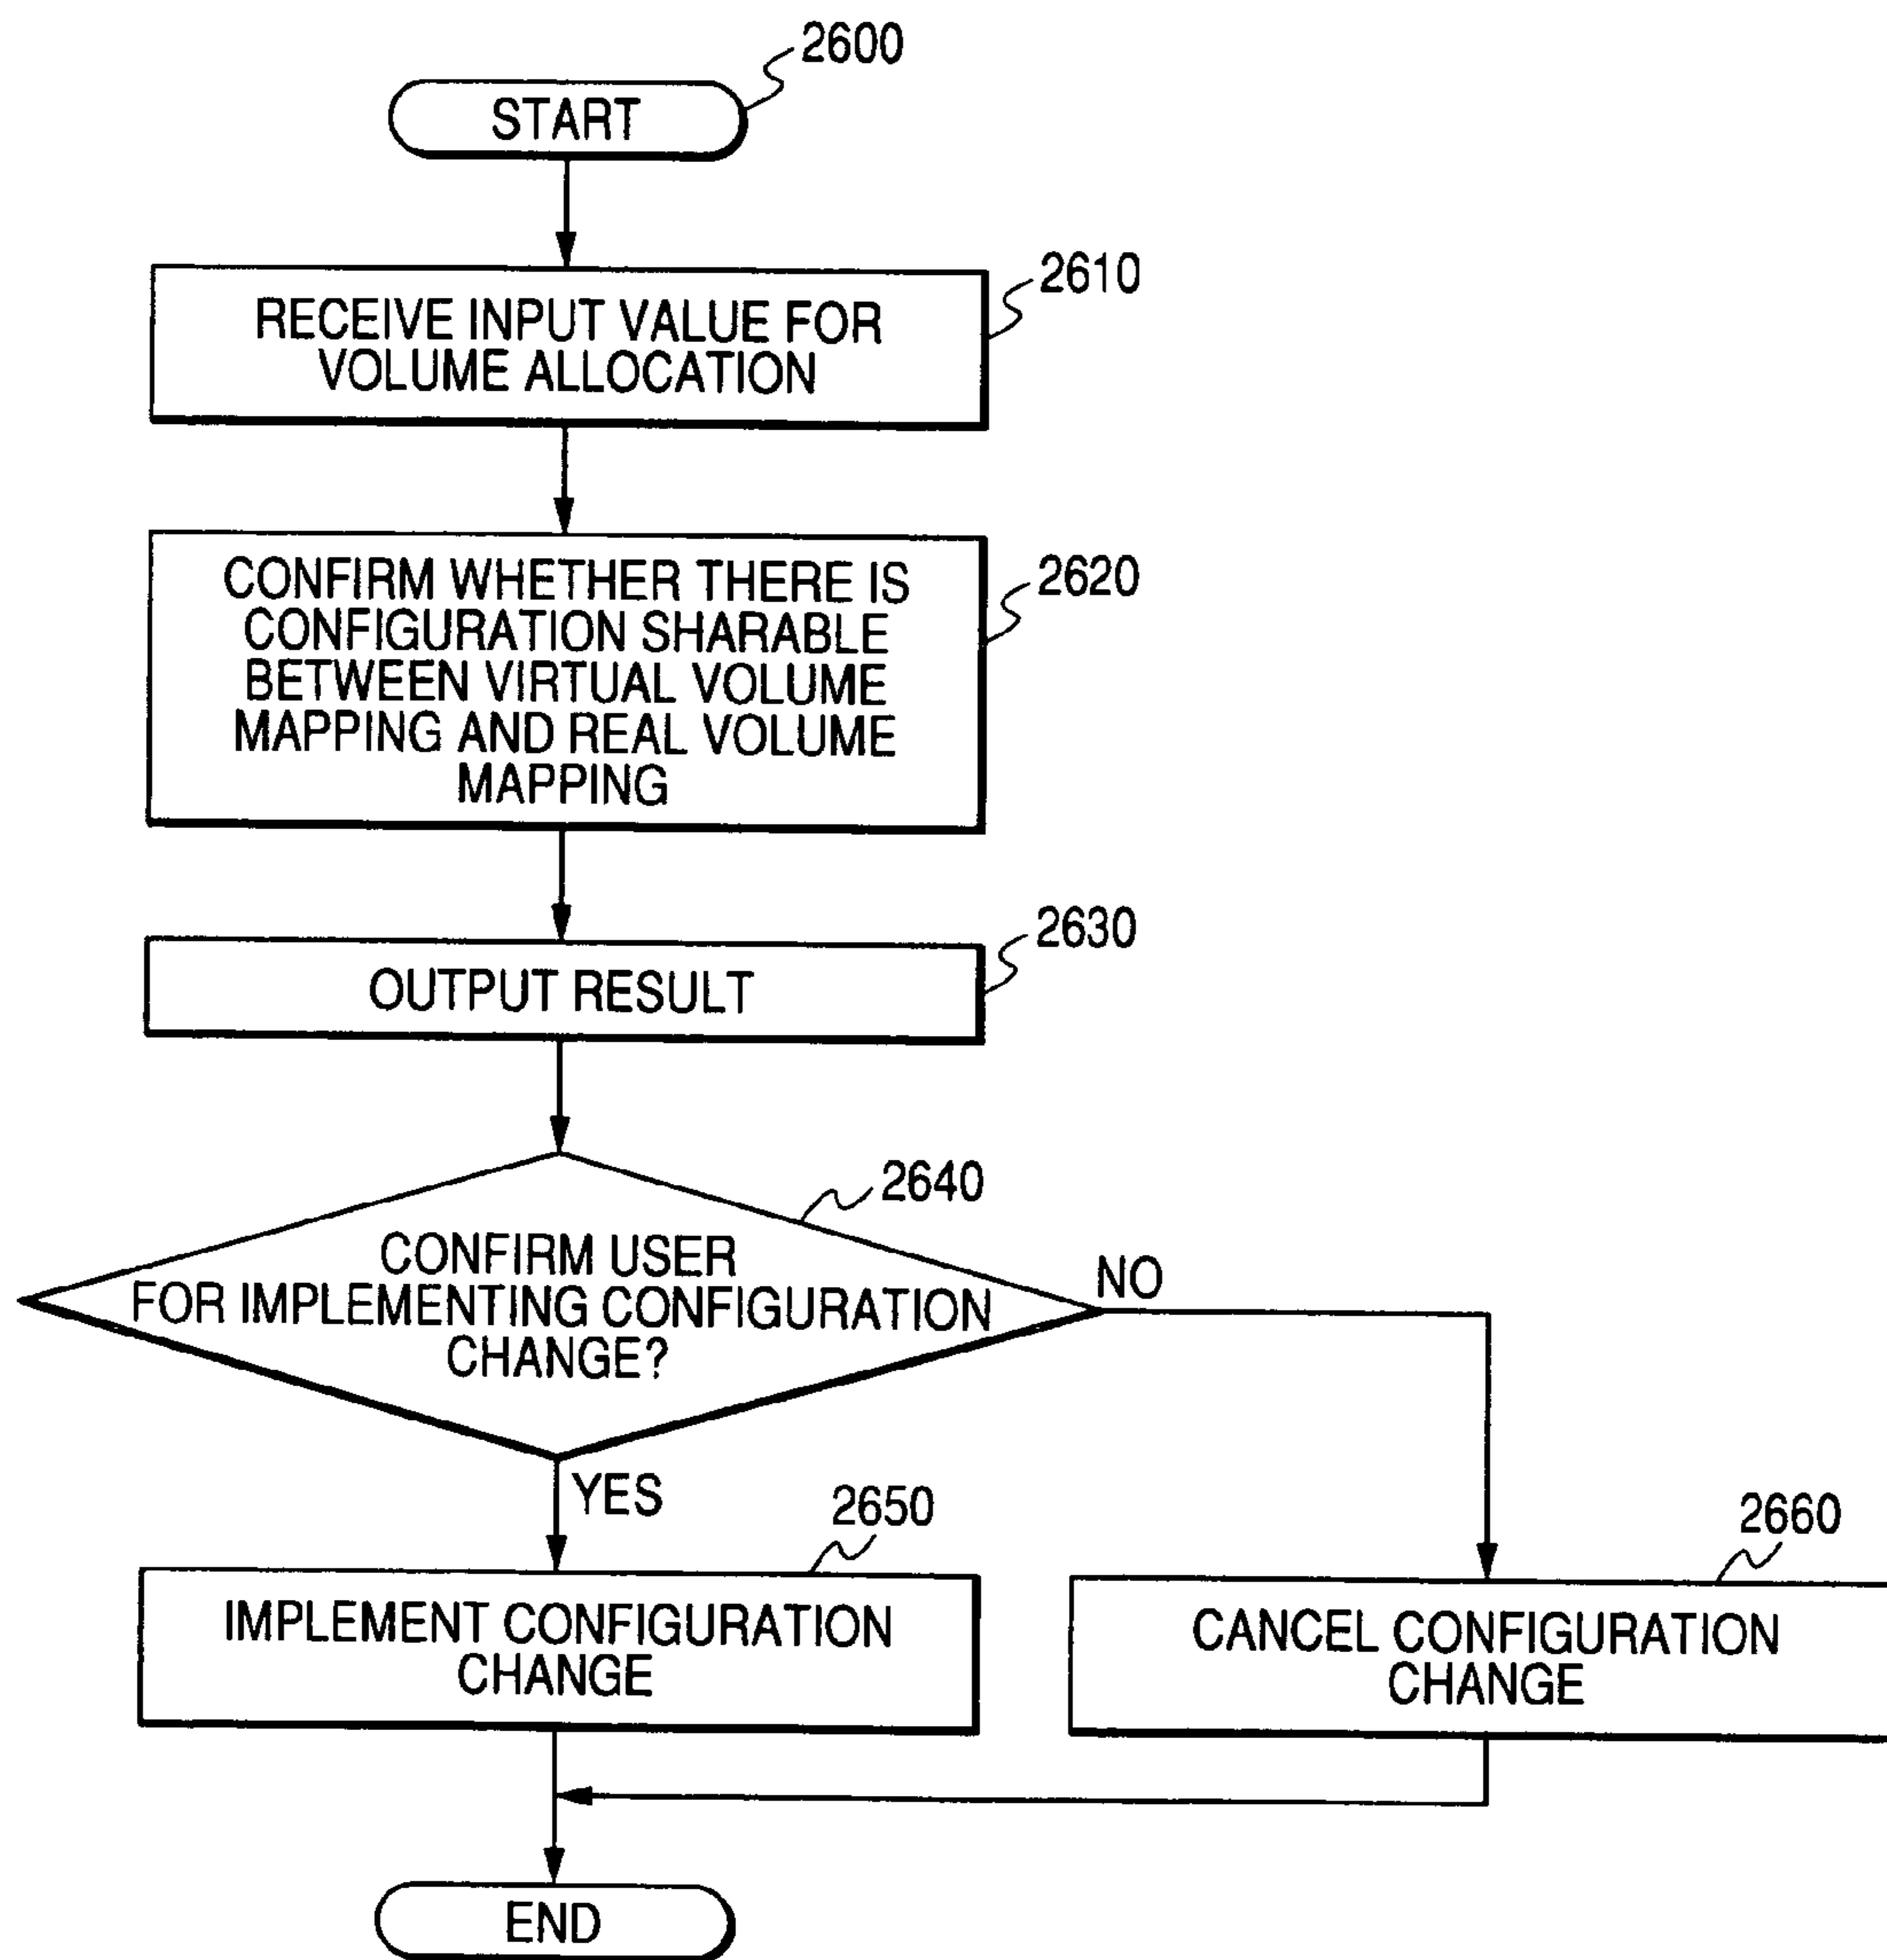 2600
START
2610
RECEIVE INPUT VALUE FOR
VOLUME ALLOCATION
2620
CONFIRM WHETHER THERE IS
CONFIGURATION SHARABLE
BETWEEN VIRTUAL VOLUME
MAPPING AND REAL VOLUME
MAPPING
2630
OUTPUT RESULT
2640
CONFIRM USER
FOR IMPLEMENTING CONFIGURATION
CHANGE?
NO
YES
2650
IMPLEMENT CONFIGURATION
CHANGE
2660
CANCEL CONFIGURATION
CHANGE
END